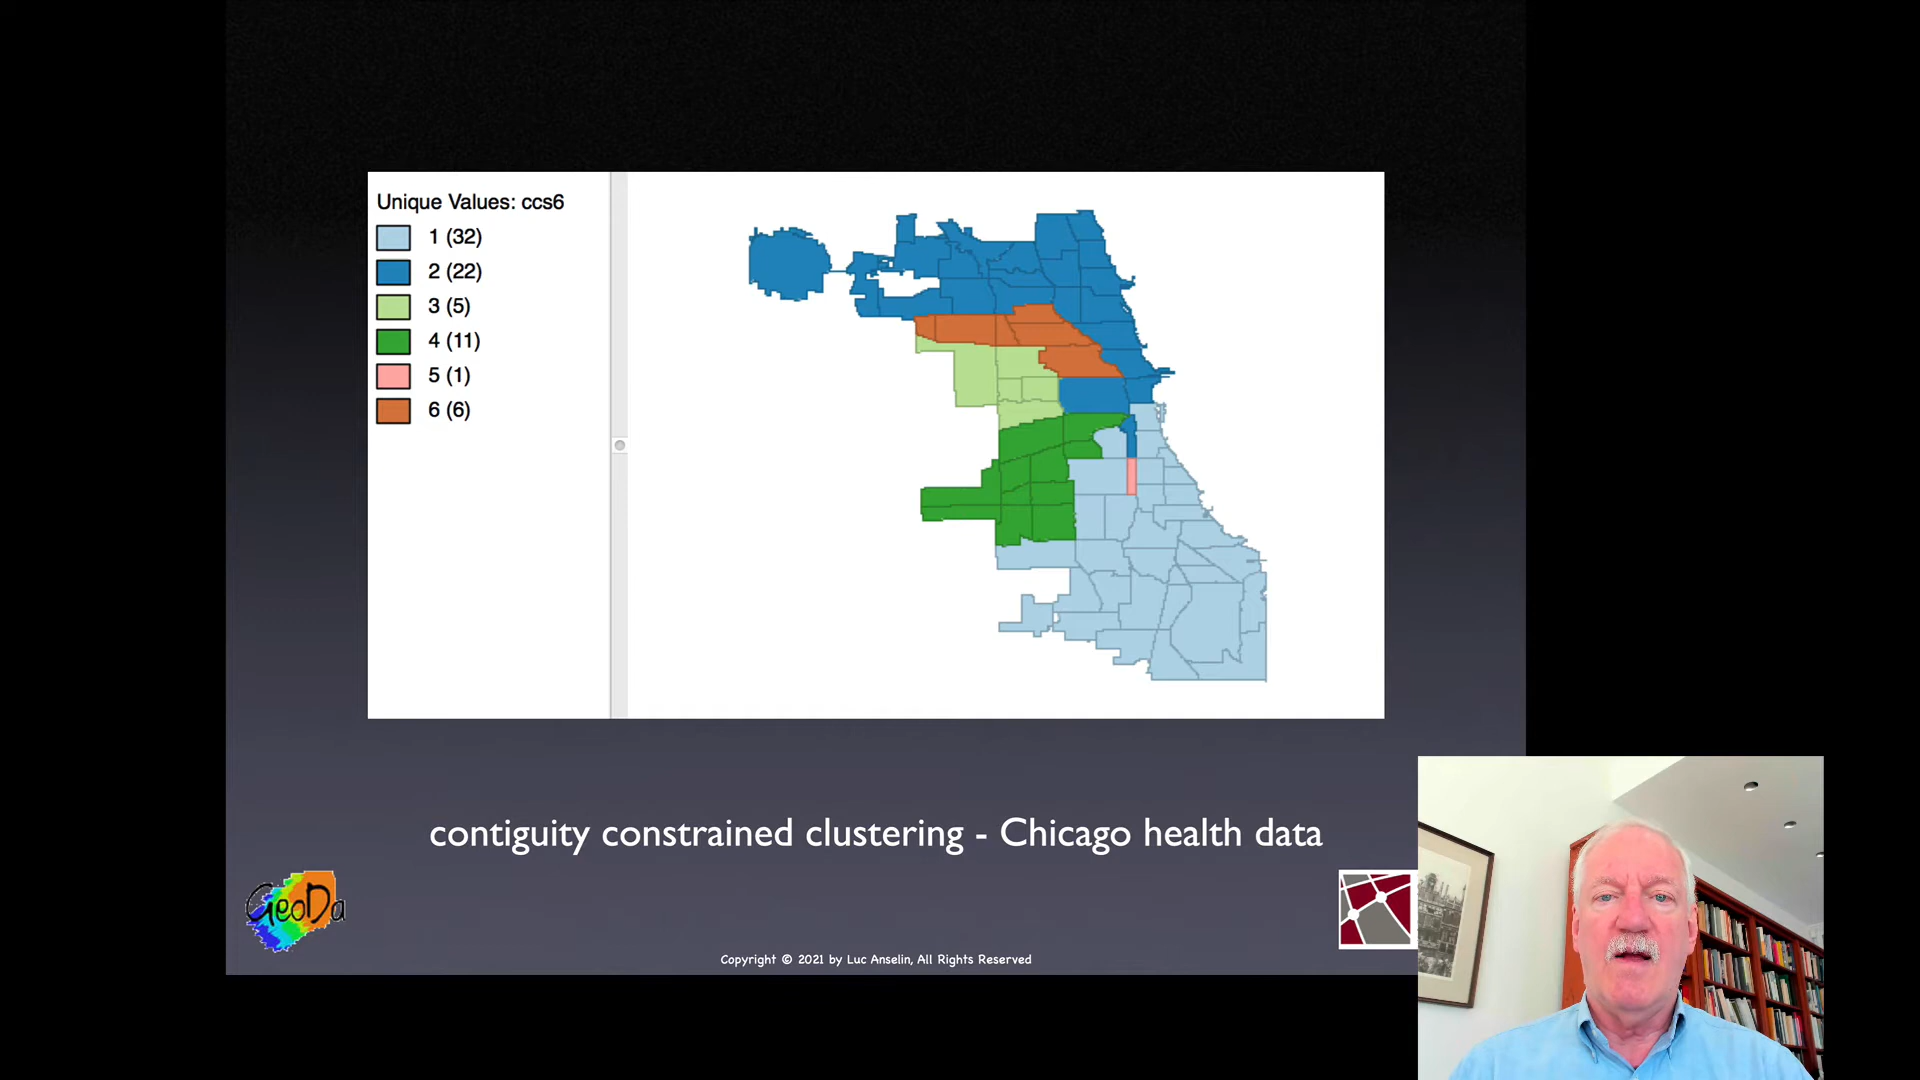 Unique Values: ccs6
1 (32)
2 (22)
3 (5)
4 (11)
5 (1)
6 (6)
contiguity constrained clustering - Chicago health data
GeoDa
Copyright © 2021 by Luc Anselin, All Rights Reserved